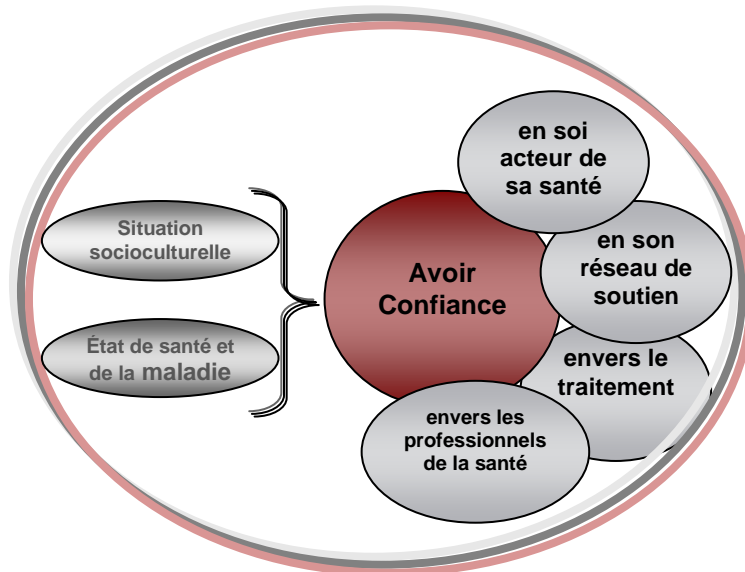 Situation
socioculturelle
État de santé et
de la maladie
Avoir
Confiance
en soi
acteur de
sa santé
en son
réseau de
soutien
envers le
traitement
envers les
professionnels
de la santé